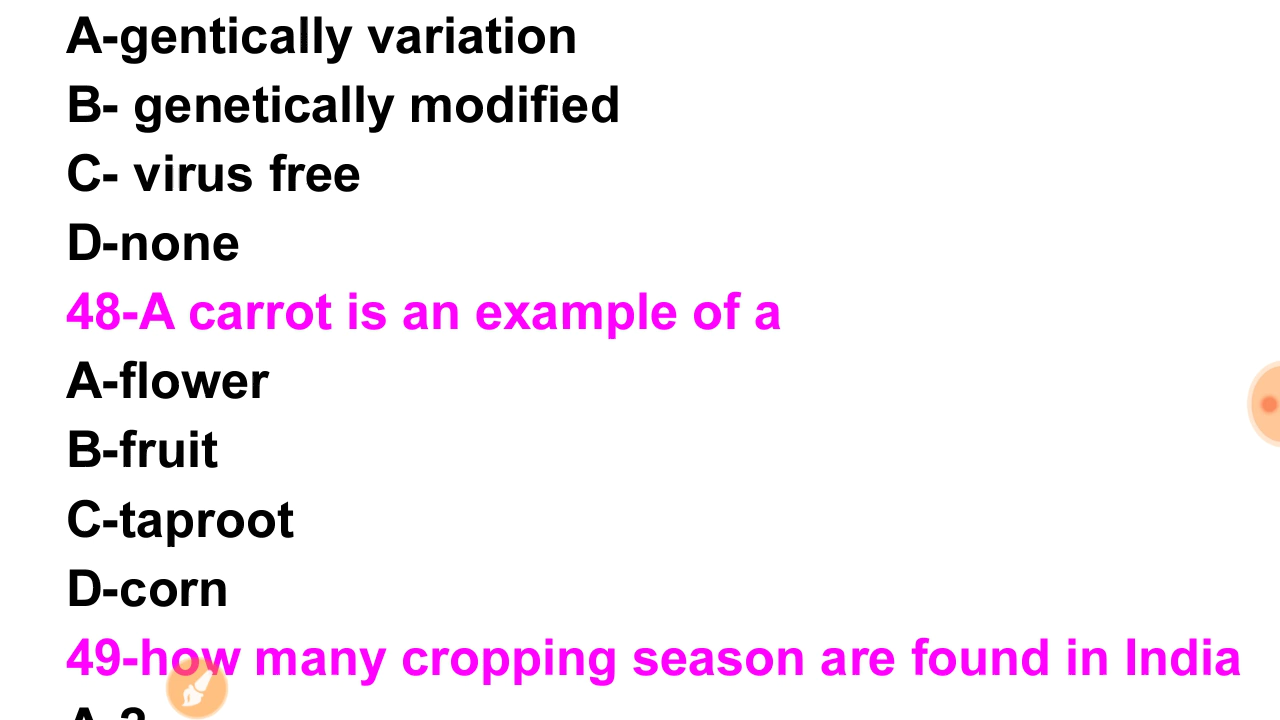 A-gentically variation
B- genetically modified
C- virus free
D-none
48-A carrot is an example of a
A-flower
B-fruit
C-taproot
D-corn
49-how many cropping season are found in India